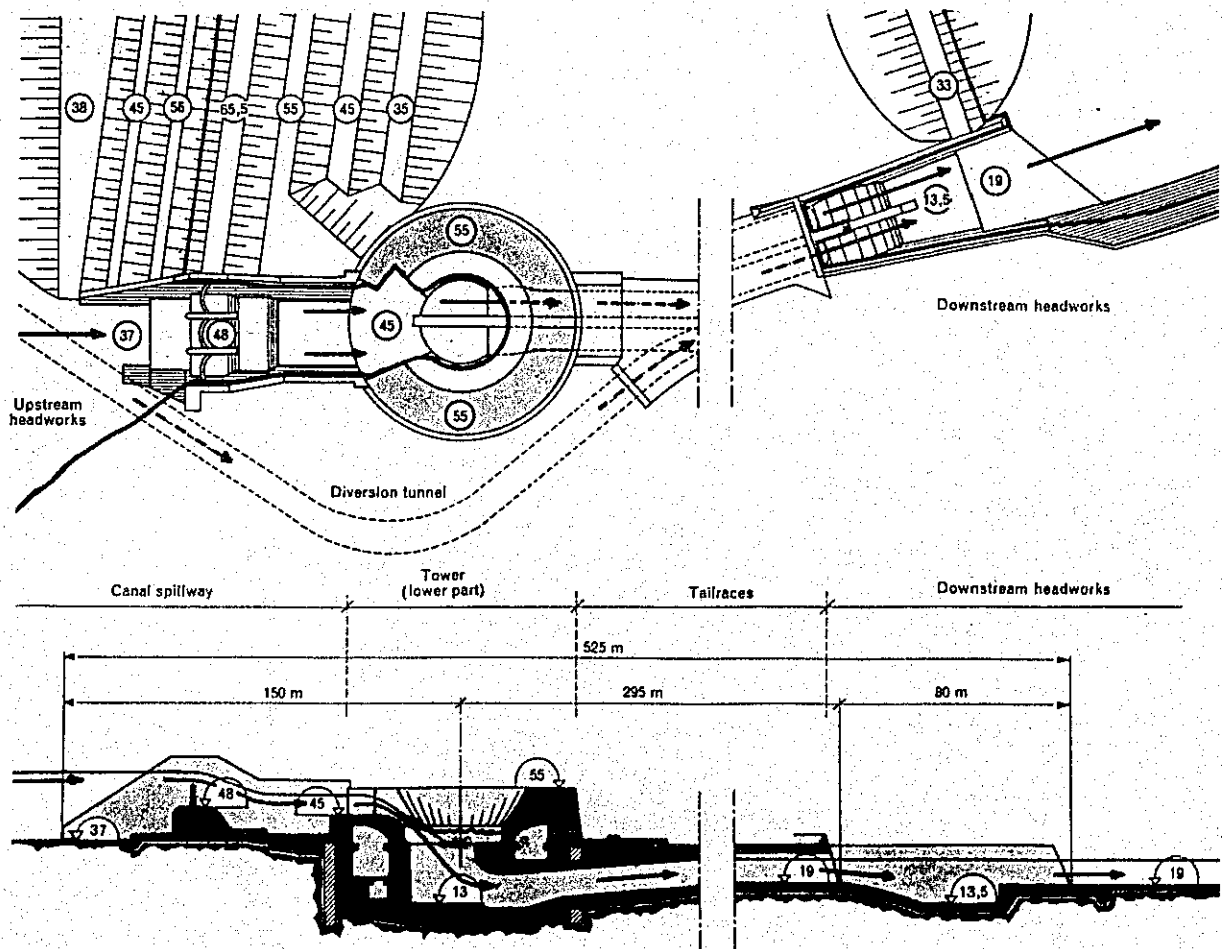 38
45
56
65,5
55
45
35
33
55
19
13,5
Downstream headworks
37
48
45
Upstream
headworks
55
Diversion tunnel
Canal spillway
Tower
(lower part)
Tailraces
Downstream headworks
525 m
150 m
295 m
80 m
55
48
45
37
13
19
13,5
19